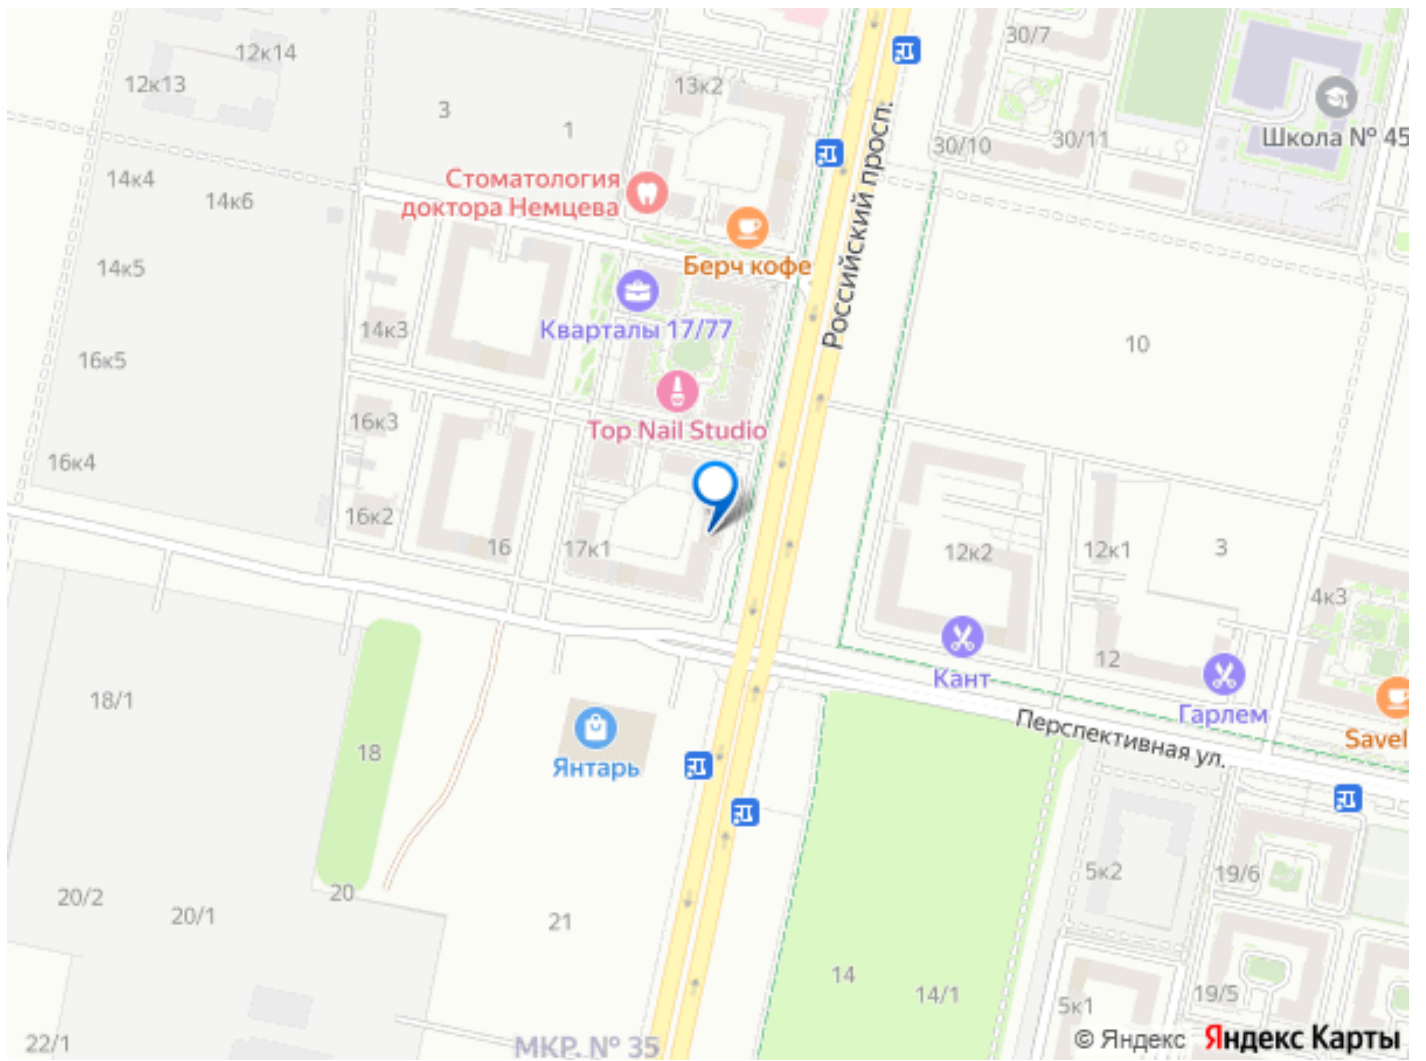 12к14
30/7
12к13
13к2
3
1
Школа № 45
30/10
30/11
Российский просп.
14к4
14к6
Стоматология
доктора Немцева
Берч кофе
14к5
Кварталы 17/77
14к3
10
16к5
16к3
Top Nail Studio
16к4
16к2
16
17к1
12к2
12к1
3
4к3
12
Кант
Гарлем
Savel
18/1
Перспективная ул.
18
Янтарь
5к2
19/6
20/2
20/1
20
21
14
14/1
19/5
5к1
22/1
МКР. № 35
© Яндекс Яндекс Карты